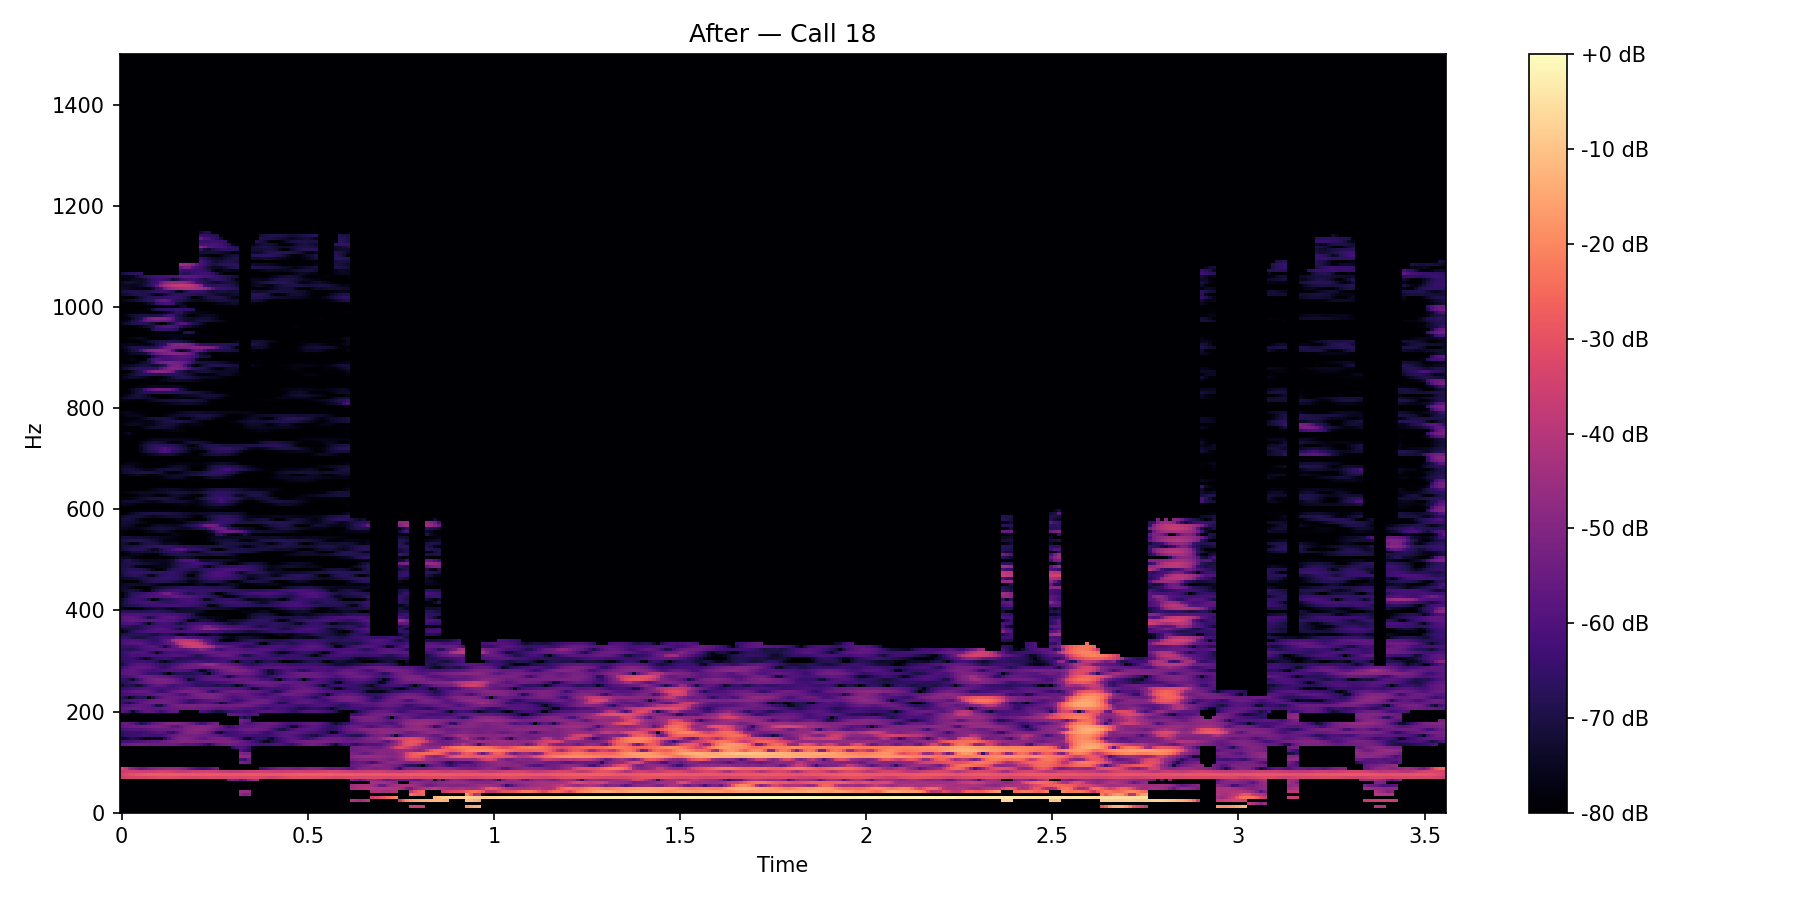 After — Call 18
Hz
1400
1200
1000
800
600
400
200
0
0 0.5 1 1.5 2 2.5 3 3.5
Time
+0 dB
-10 dB
-20 dB
-30 dB
-40 dB
-50 dB
-60 dB
-70 dB
-80 dB